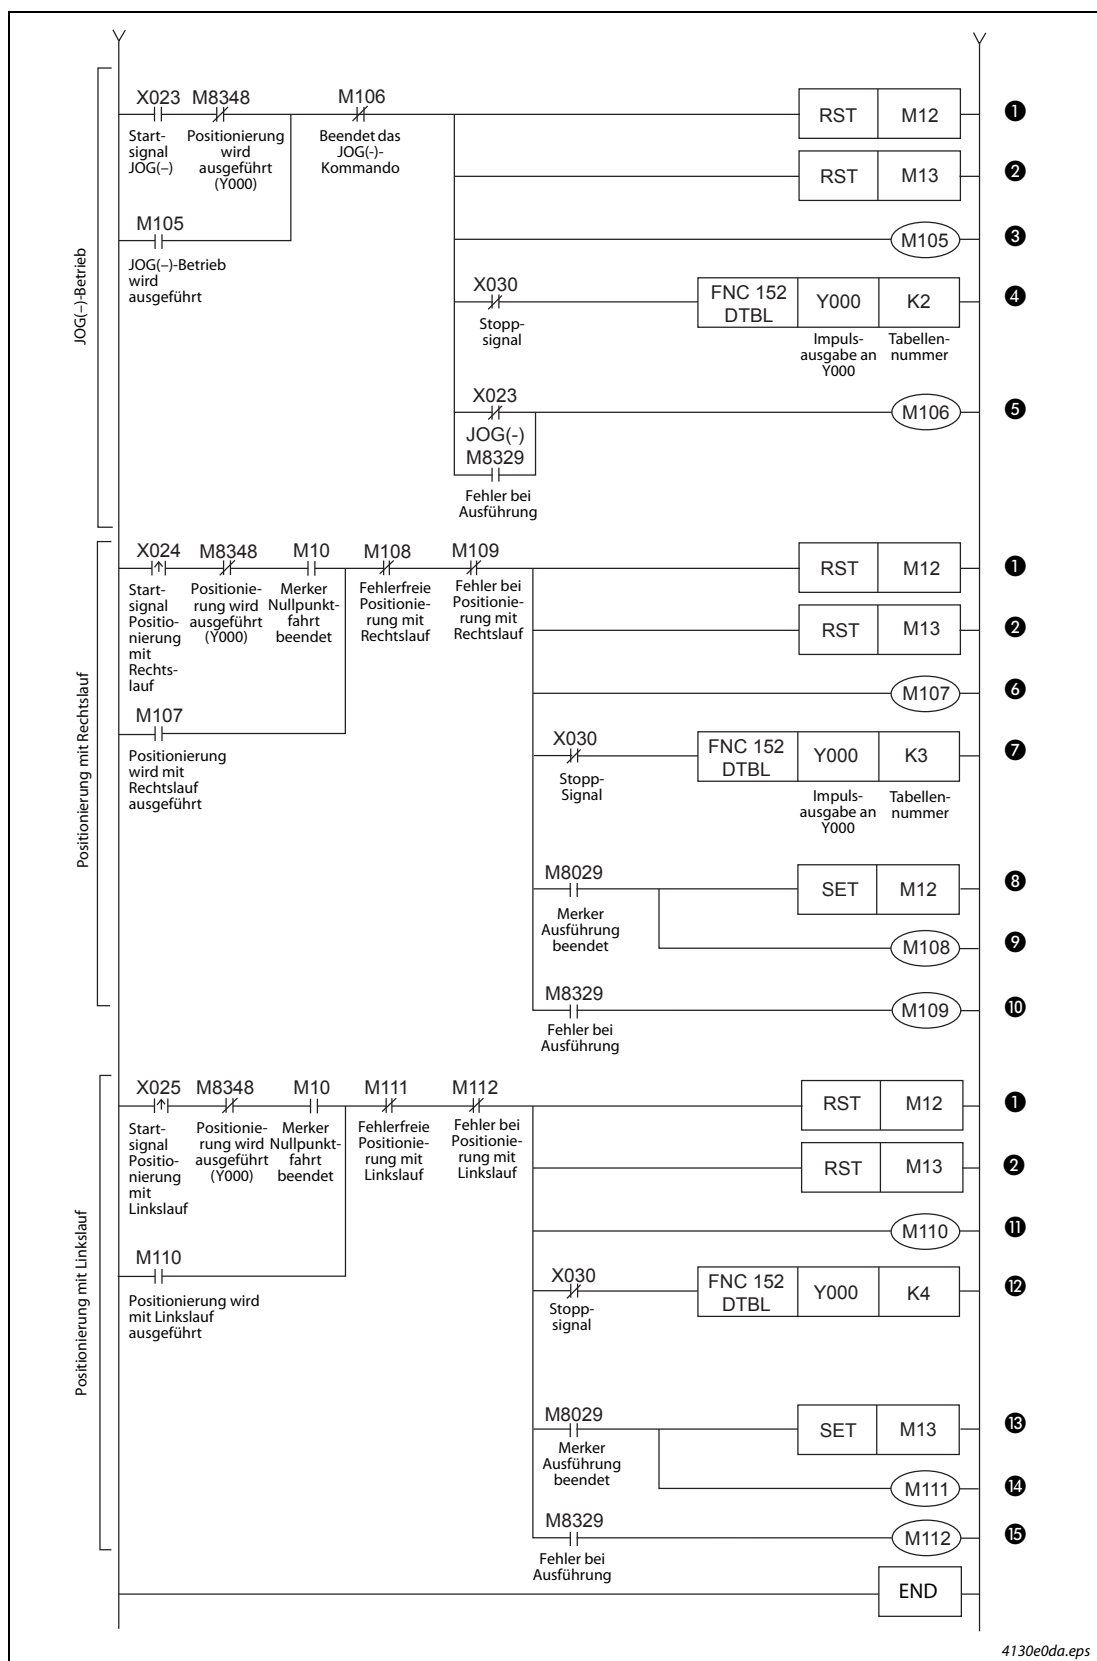 JOG(–)-Betrieb
X023 M8348 M106
Start-
signal
JOG(–)
Positionierung
wird
ausgeführt
(Y000)
Beendet das
JOG(-)-
Kommando
RST M12 ❶
RST M13 ❷
M105
JOG(–)-Betrieb
wird
ausgeführt
M105 ❸
X030
Stopp-
signal
FNC 152
DTBL
Y000 K2 ❹
Impuls-
ausgabe an
Y000
Tabellen-
nummer
X023
JOG(-)
M106 ❺
M8329
Fehler bei
Ausführung
Positionierung mit Rechtslauf
X024 M8348 M10 M108 M109
Start-
signal
Positio-
nierung
mit
Rechts-
lauf
Positionie-
rung wird
ausgeführt
(Y000)
Merker
Nullpunkt-
fahrt
beendet
Fehlerfreie
Positionie-
rung mit
Rechtslauf
Fehler bei
Positionie-
rung mit
Rechtslauf
RST M12 ❶
RST M13 ❷
M107 ❻
M107
Positionierung
wird mit
Rechtslauf
ausgeführt
X030
Stopp-
Signal
FNC 152
DTBL
Y000 K3 ❼
Impuls-
ausgabe an
Y000
Tabellen-
nummer
M8029
Merker
Ausführung
beendet
SET M12 ❽
M108 ❾
M8329
Fehler bei
Ausführung
M109 ❿
Positionierung mit Linkslauf
X025 M8348 M10 M111 M112
Start-
signal
Positio-
nierung
mit
Linkslauf
Positionie-
rung wird
ausgeführt
(Y000)
Merker
Nullpunkt-
fahrt
beendet
Fehlerfreie
Positionie-
rung mit
Linkslauf
Fehler bei
Positionie-
rung mit
Linkslauf
RST M12 ❶
RST M13 ❷
M110 ⓫
M110
Positionierung wird
mit Linkslauf
ausgeführt
X030
Stopp-
signal
FNC 152
DTBL
Y000 K4 ⓬
M8029
Merker
Ausführung
beendet
SET M13 ⓭
M111 ⓮
M8329
Fehler bei
Ausführung
M112 ⓯
END
4130e0da.eps